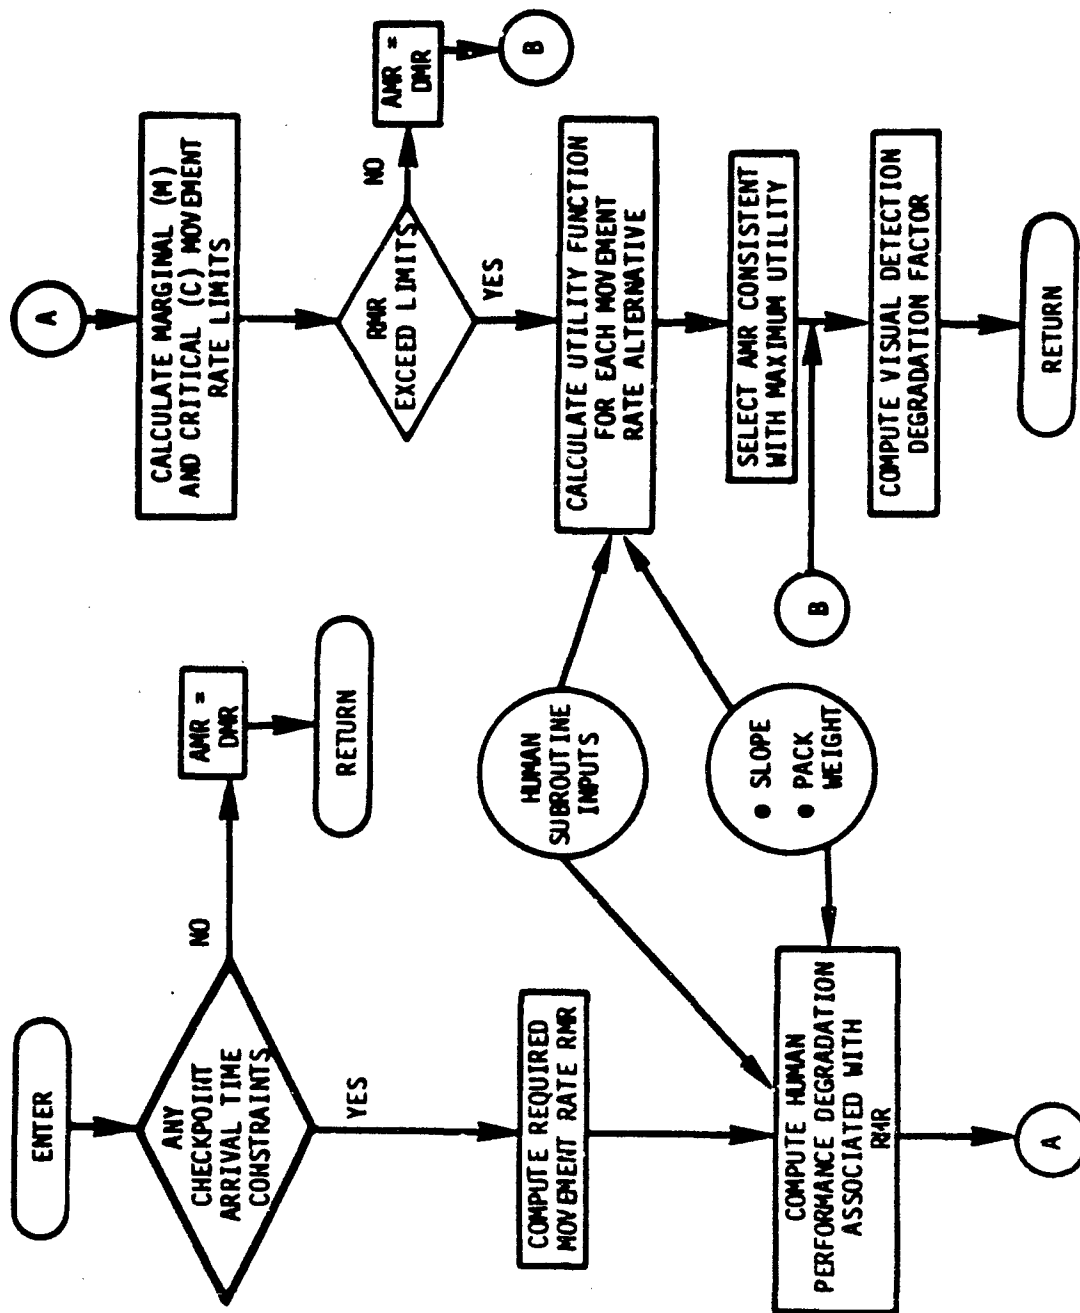 ENTER
ANY
CHECKPOINT
ARRIVAL TIME
CONSTRAINTS
NO
AMR =
DMR
RETURN
YES
COMPUTE REQUIRED
MOVEMENT RATE RMR
HUMAN
SUBROUTINE
INPUTS
• SLOPE
• PACK
WEIGHT
COMPUTE HUMAN
PERFORMANCE DEGRADATION
ASSOCIATED WITH
RMR
A
A
CALCULATE MARGINAL (M)
AND CRITICAL (C) MOVEMENT
RATE LIMITS
RMR
EXCEED LIMITS
NO
AMR =
DMR
B
YES
CALCULATE UTILITY FUNCTION
FOR EACH MOVEMENT
RATE ALTERNATIVE
SELECT AMR CONSISTENT
WITH MAXIMUM UTILITY
B
COMPUTE VISUAL DETECTION
DEGRADATION FACTOR
RETURN